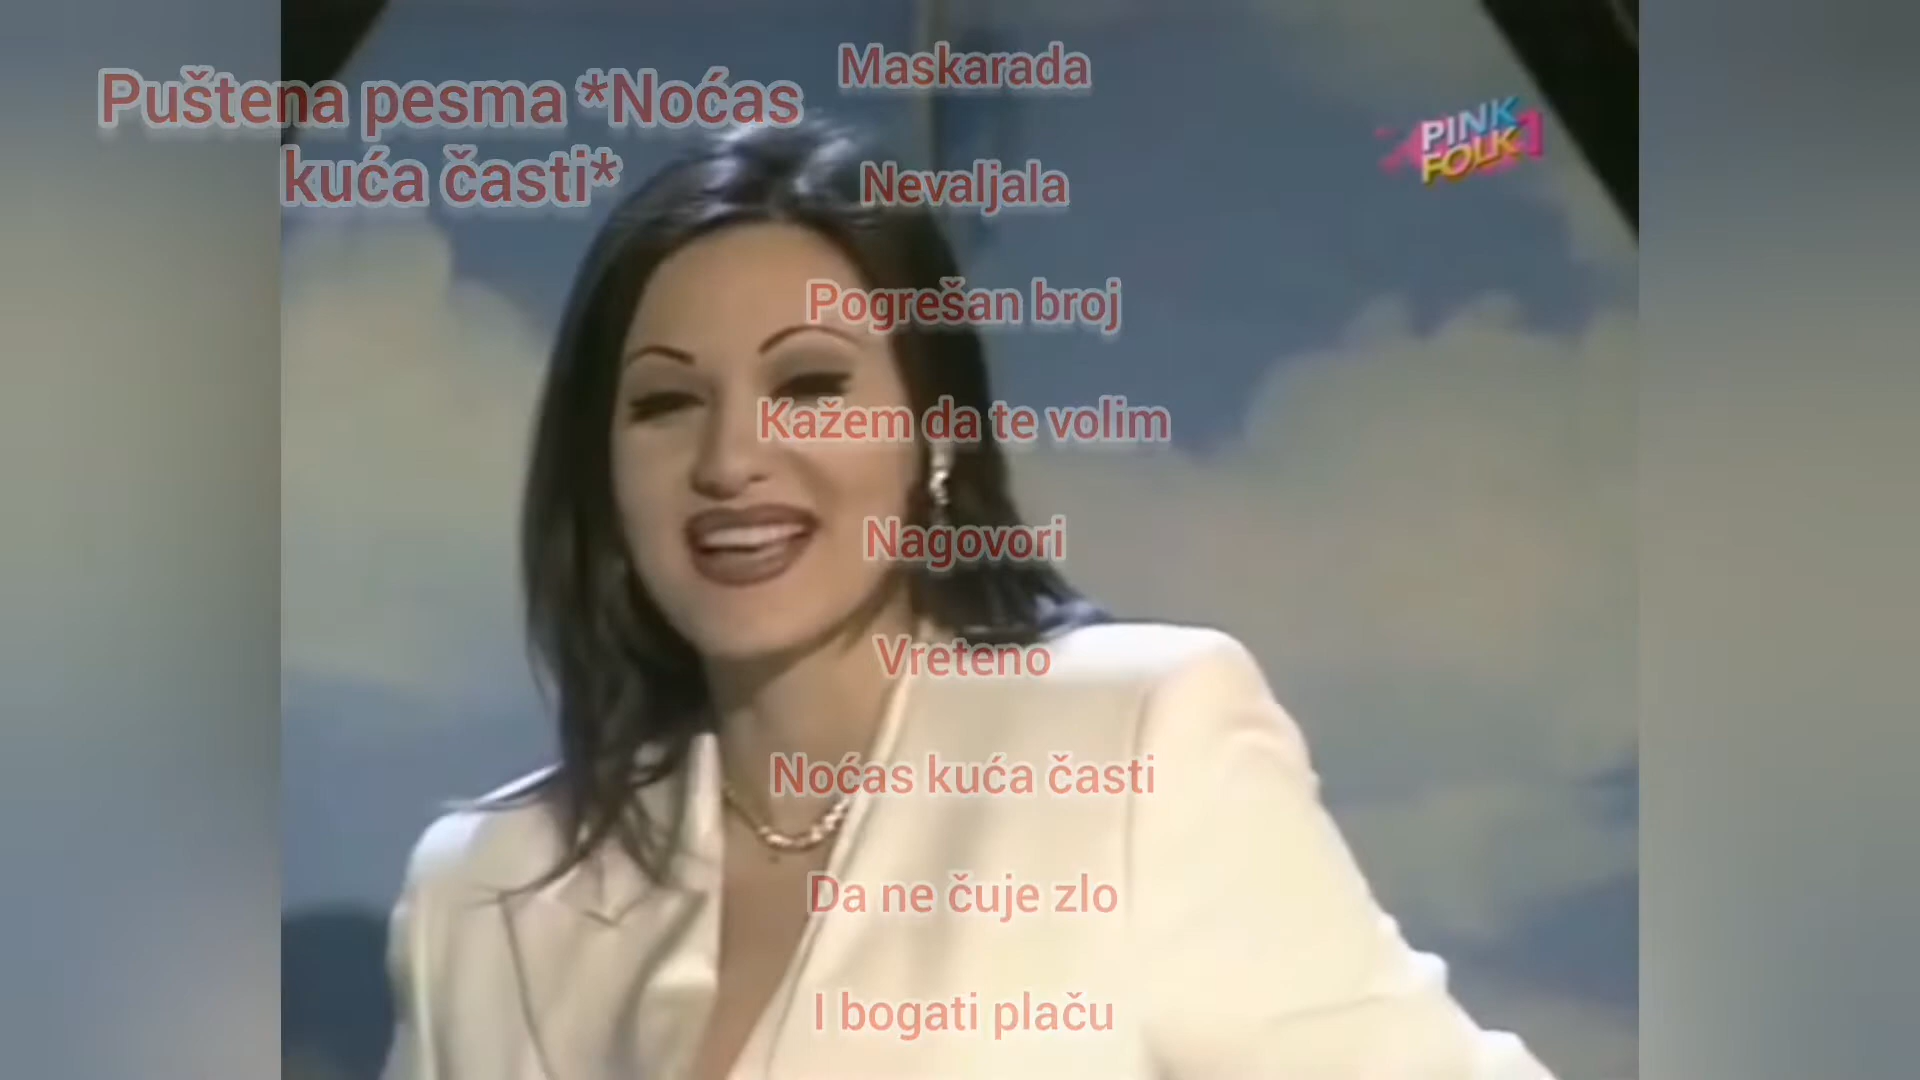 Puštena pesma *Noćas
kuća časti*
Maskarada
Nevaljala
Pogrešan broj
Kažem da te volim
Nagovori
Vreteno
Noćas kuća časti
Da ne čuje zlo
I bogati plaču
PINK
FOLK 1